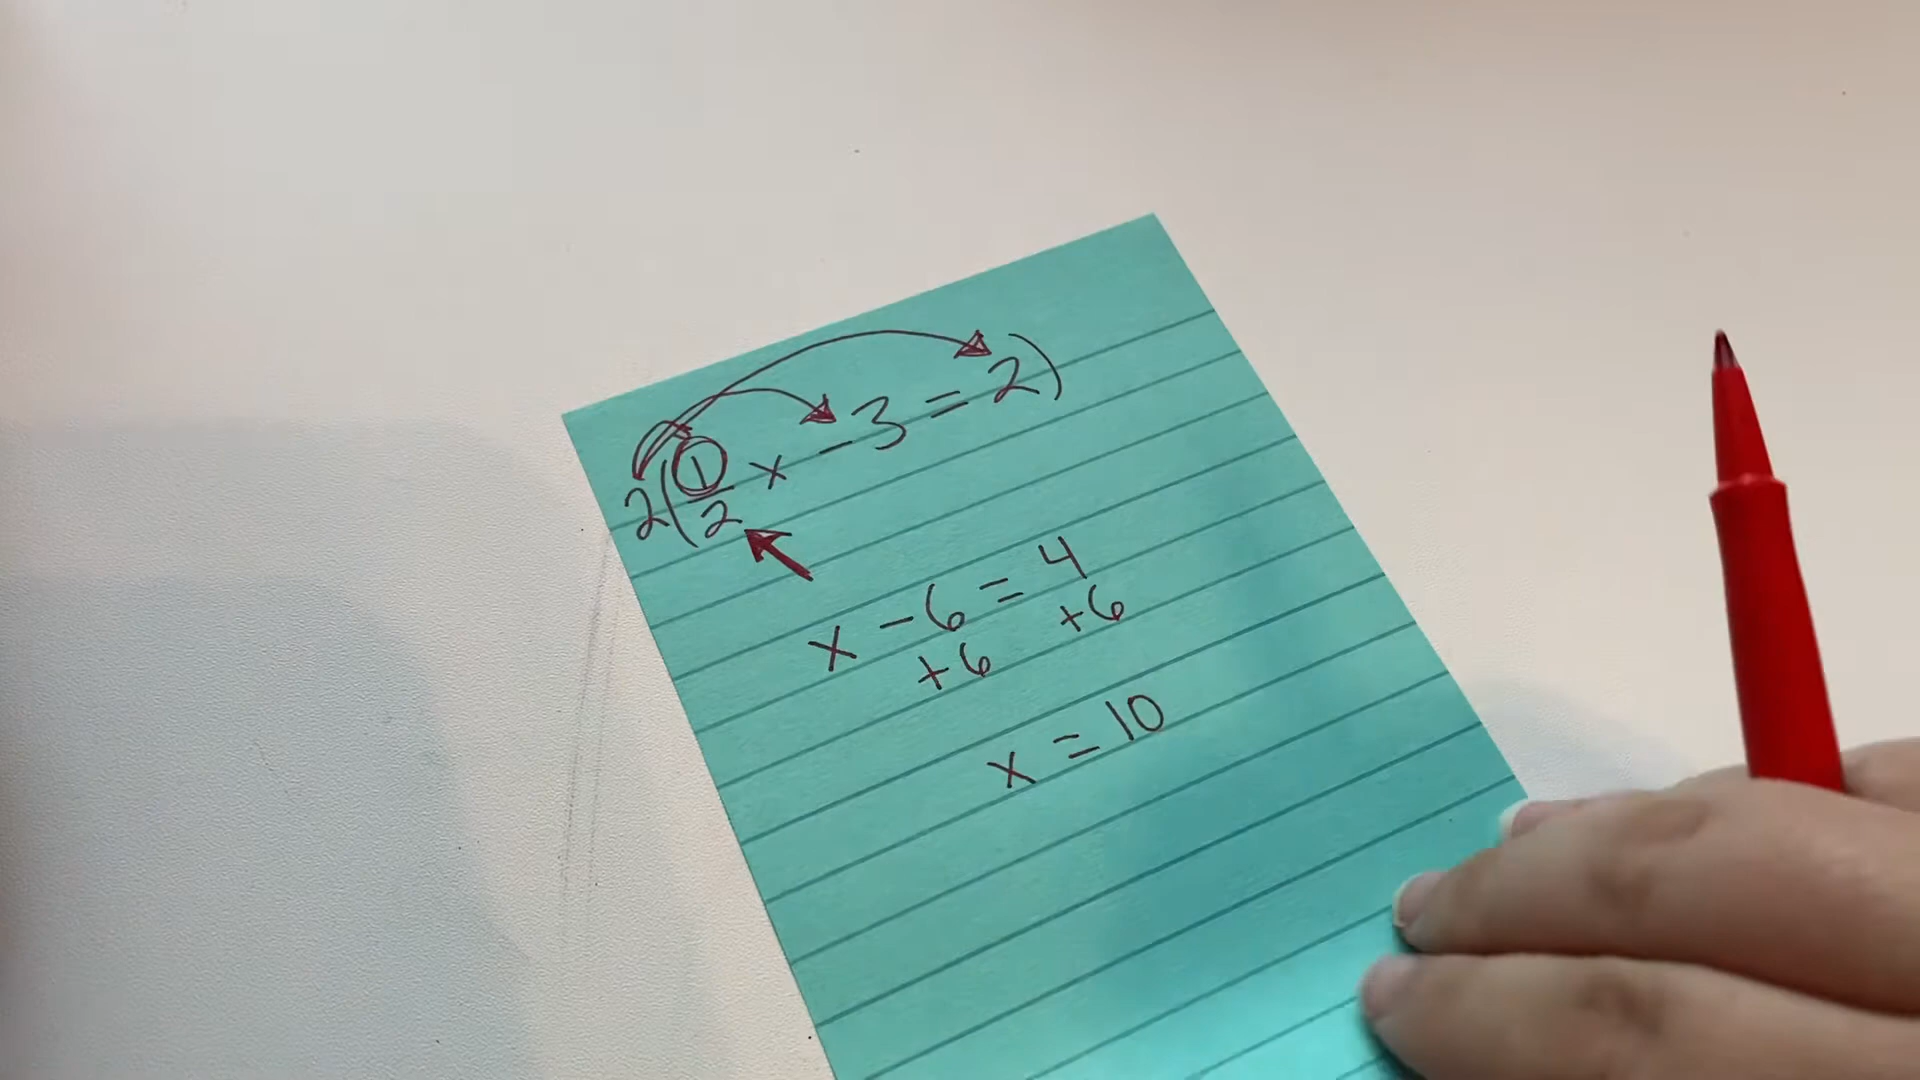 2(1/2 x - 3 = 2)
x - 6 = 4
+6 +6
x = 10